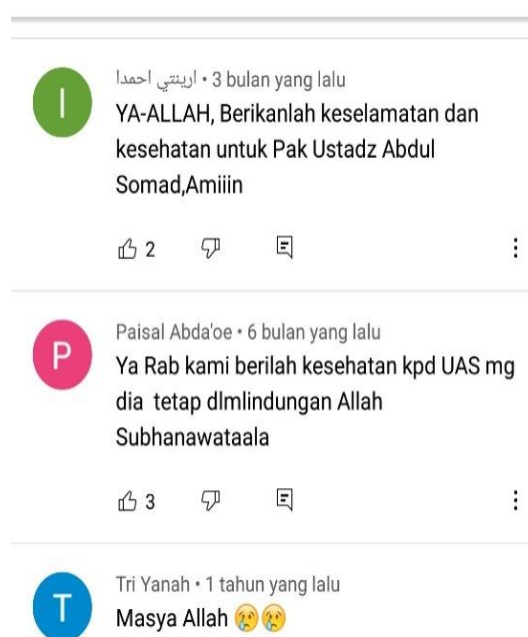 I
ارينتي احمدا • 3 bulan yang lalu
YA-ALLAH, Berikanlah keselamatan dan
kesehatan untuk Pak Ustadz Abdul
Somad,Amiiin
2
P
Paisal Abda'oe • 6 bulan yang lalu
Ya Rab kami berilah kesehatan kpd UAS mg
dia tetap dlmlindungan Allah
Subhanawataala
3
T
Tri Yanah • 1 tahun yang lalu
Masya Allah 😢😢